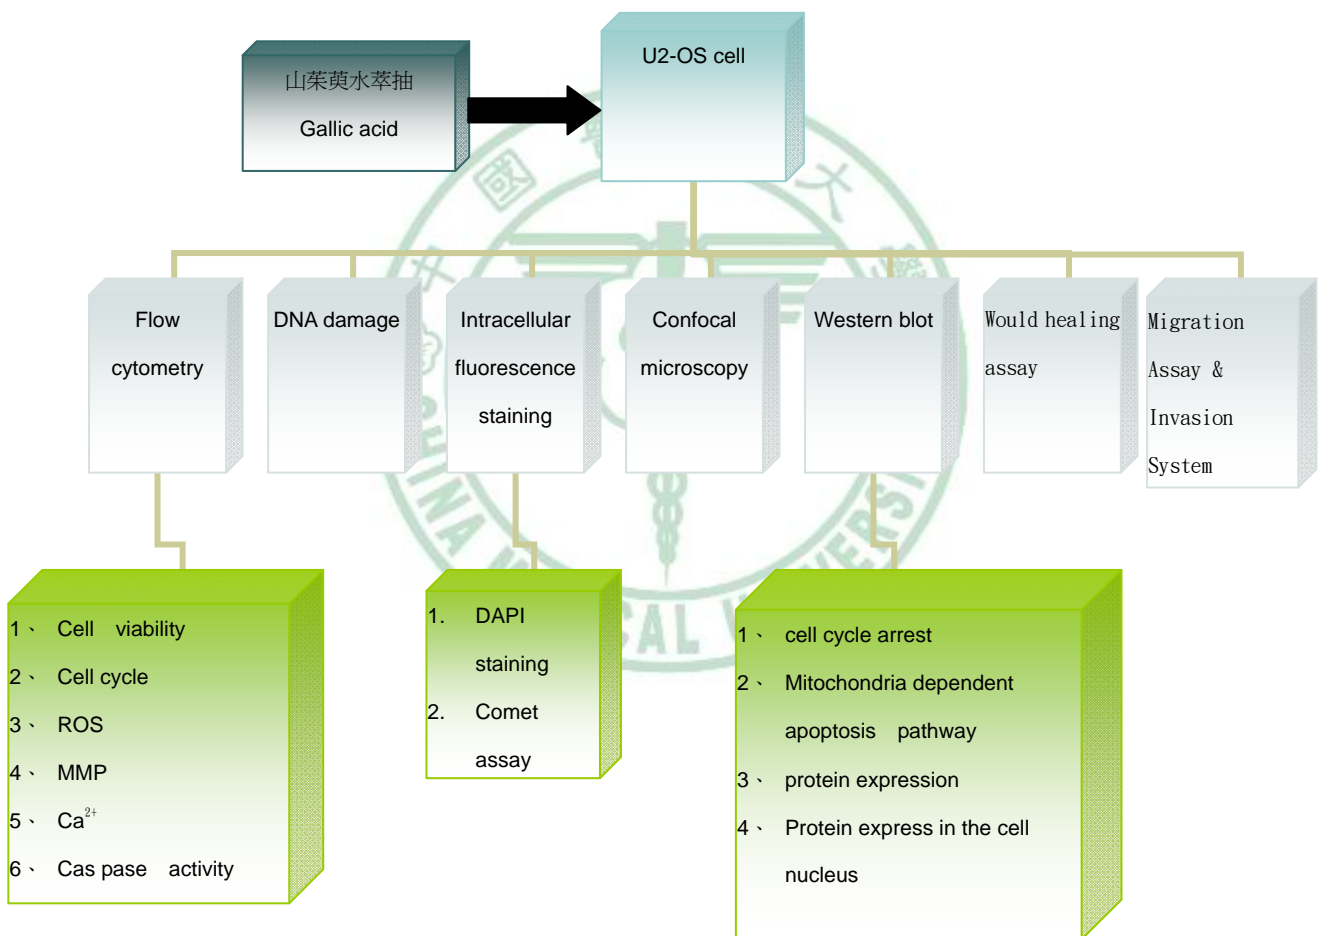 山茱萸水萃抽
Gallic acid
U2-OS cell
Flow
cytometry
DNA damage
Intracellular
fluorescence
staining
Confocal
microscopy
Western blot
Would healing
assay
Migration
Assay &
Invasion
System
1、 Cell viability
2、 Cell cycle
3、 ROS
4、 MMP
5、 Ca²⁺
6、 Cas pase activity
1. DAPI
staining
2. Comet
assay
1、 cell cycle arrest
2、 Mitochondria dependent
apoptosis pathway
3、 protein expression
4、 Protein express in the cell
nucleus